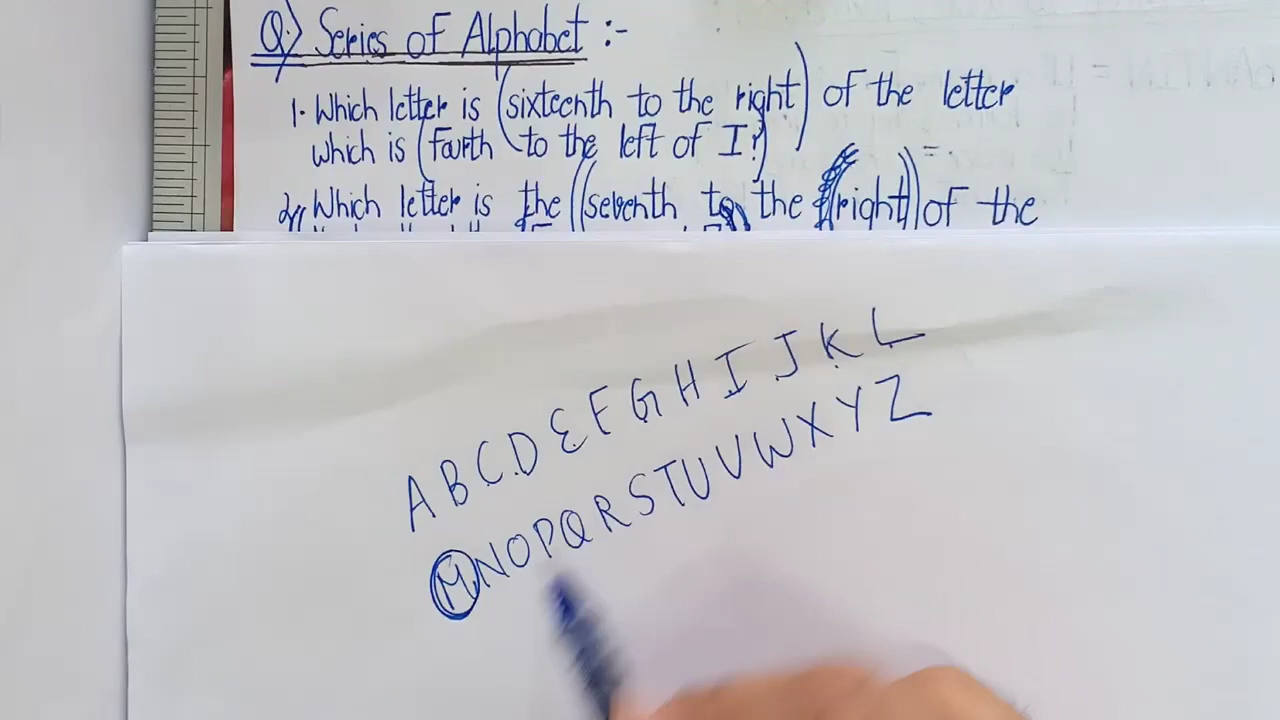 Q) Series of Alphabet :-
1. Which letter is (sixteenth to the right) of the letter
which is (fourth to the left of I?)
2) Which letter is the ((seventh to the (right)) of the
A B C D E F G H I J K L
M N O P Q R S T U V W X Y Z